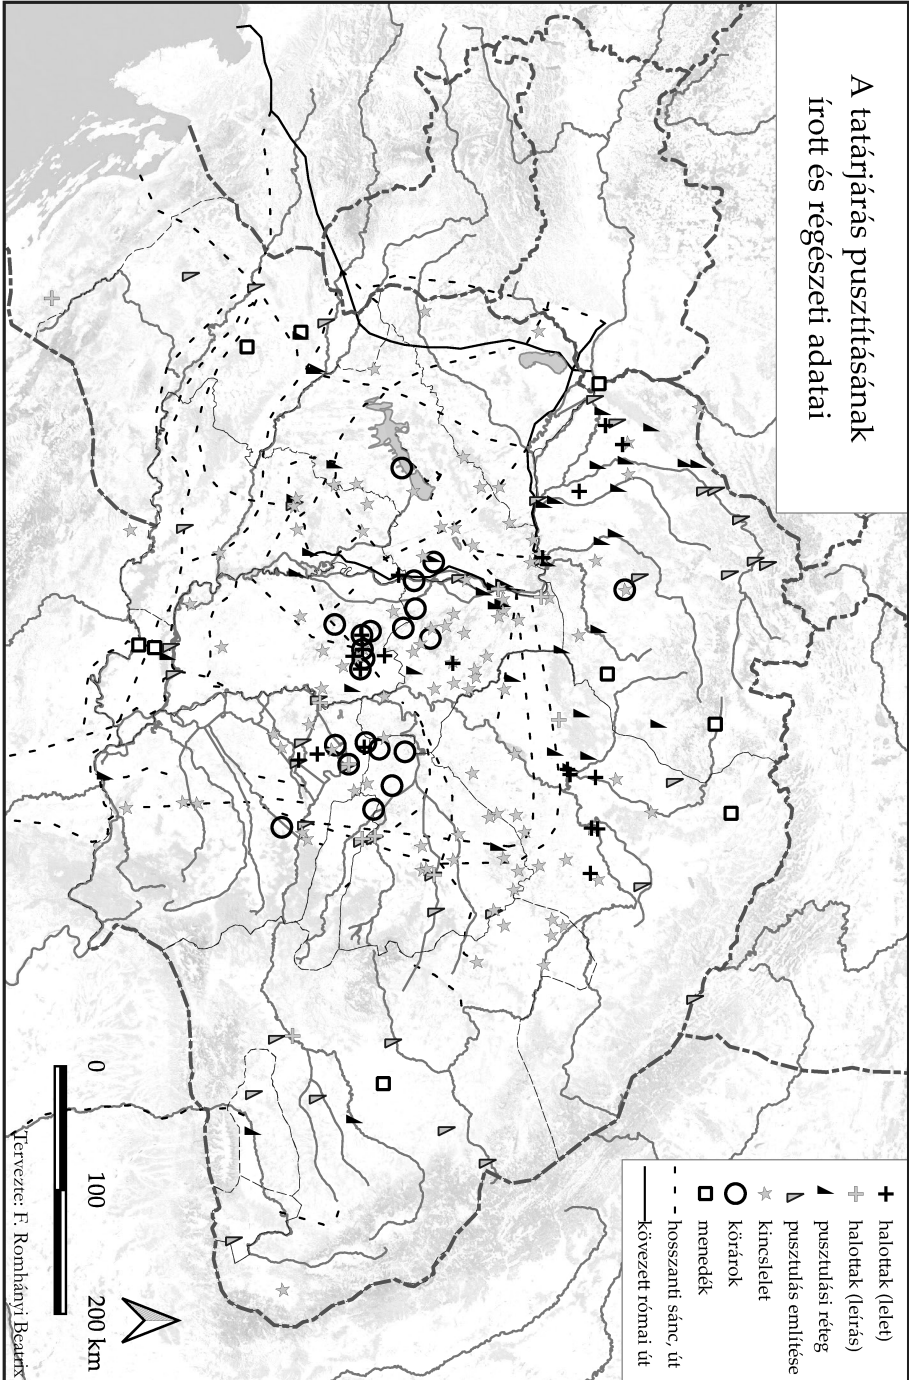 A tatárjárás pusztításának
írott és régészeti adatai
halottak (lelet)
halottak (leírás)
pusztulási réteg
pusztulás említése
kincslelet
körárok
menedék
hosszanti sánc, út
kövezett római út
0 100 200 km
Tervezte: F. Romhányi Beatrix